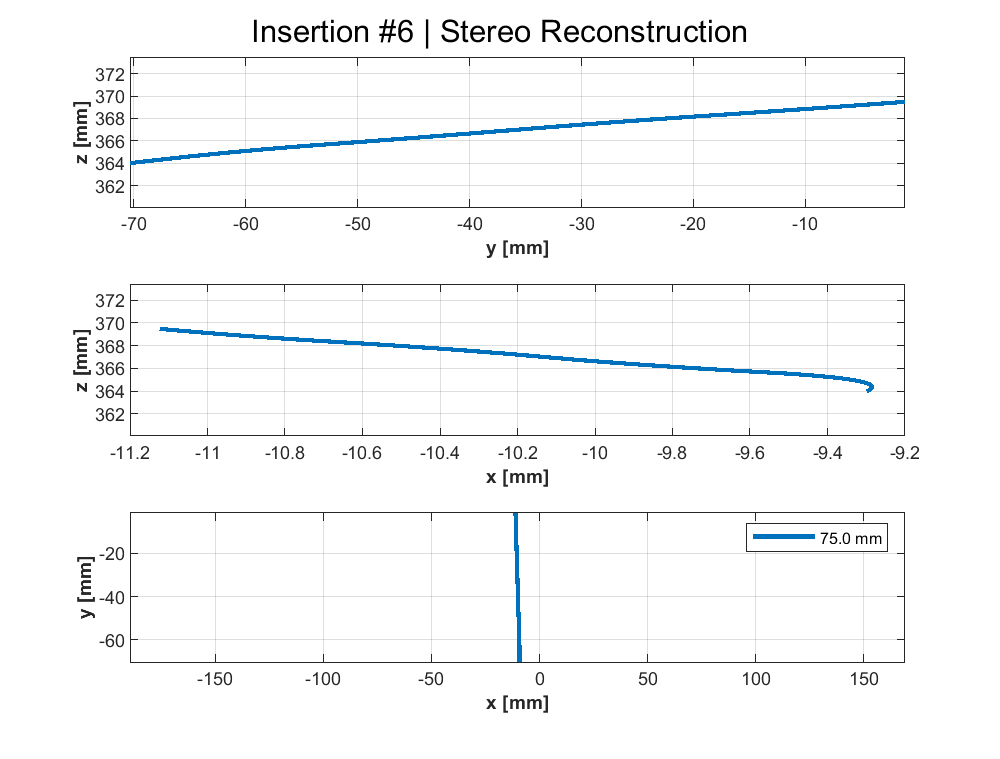 Insertion #6 | Stereo Reconstruction
372
370
368
366
364
362
z [mm]
-70 -60 -50 -40 -30 -20 -10
y [mm]
372
370
368
366
364
362
z [mm]
-11.2 -11 -10.8 -10.6 -10.4 -10.2 -10 -9.8 -9.6 -9.4 -9.2
x [mm]
75.0 mm
-20
-40
-60
y [mm]
-150 -100 -50 0 50 100 150
x [mm]